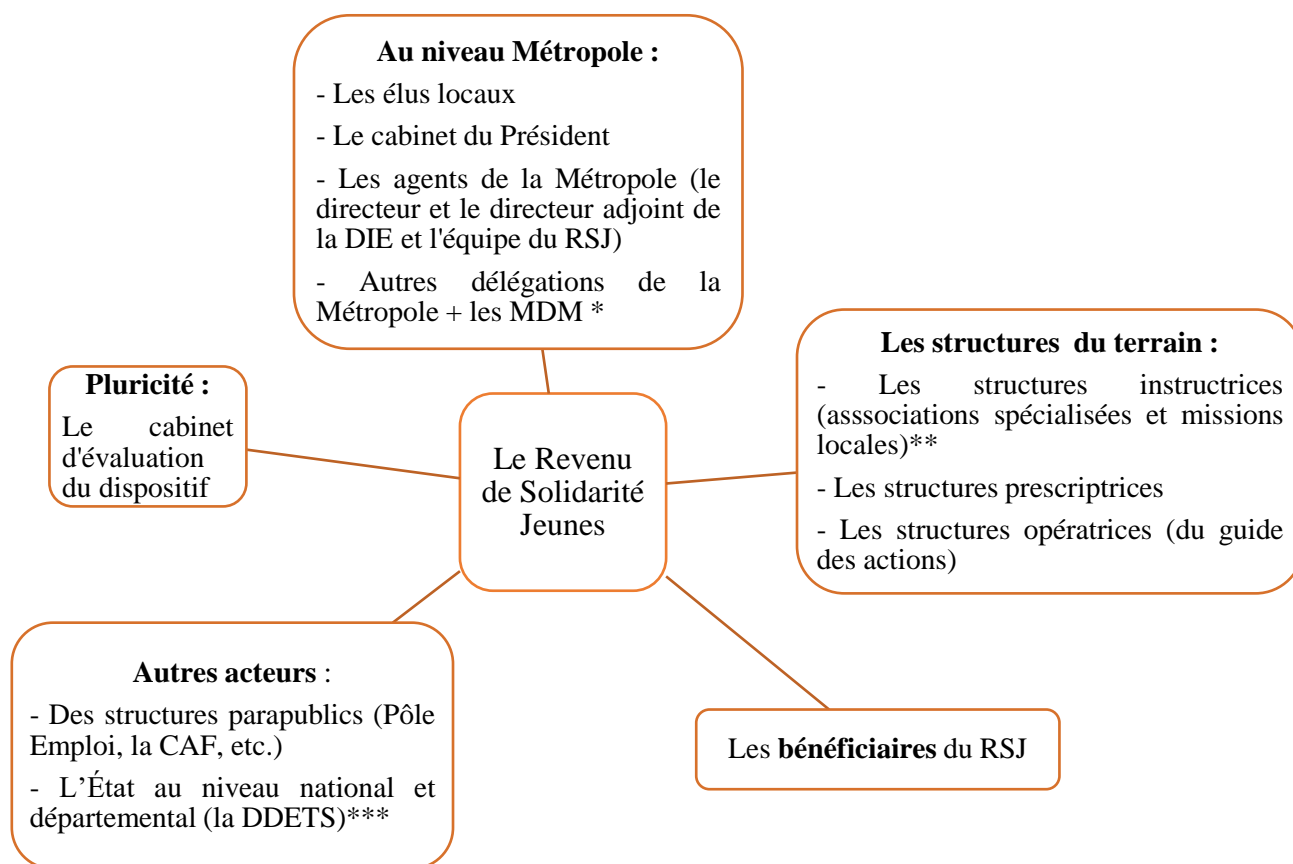 Au niveau Métropole :
- Les élus locaux
- Le cabinet du Président
- Les agents de la Métropole (le
directeur et le directeur adjoint de
la DIE et l'équipe du RSJ)
- Autres délégations de la
Métropole + les MDM *
Les structures du terrain :
- Les structures instructrices
(asssociations spécialisées et missions
locales)**
- Les structures prescriptrices
- Les structures opératrices (du guide
des actions)
Pluricité :
Le cabinet
d'évaluation
du dispositif
Le Revenu
de Solidarité
Jeunes
Autres acteurs :
- Des structures parapublics (Pôle
Emploi, la CAF, etc.)
- L’État au niveau national et
départemental (la DDETS)***
Les bénéficiaires du RSJ